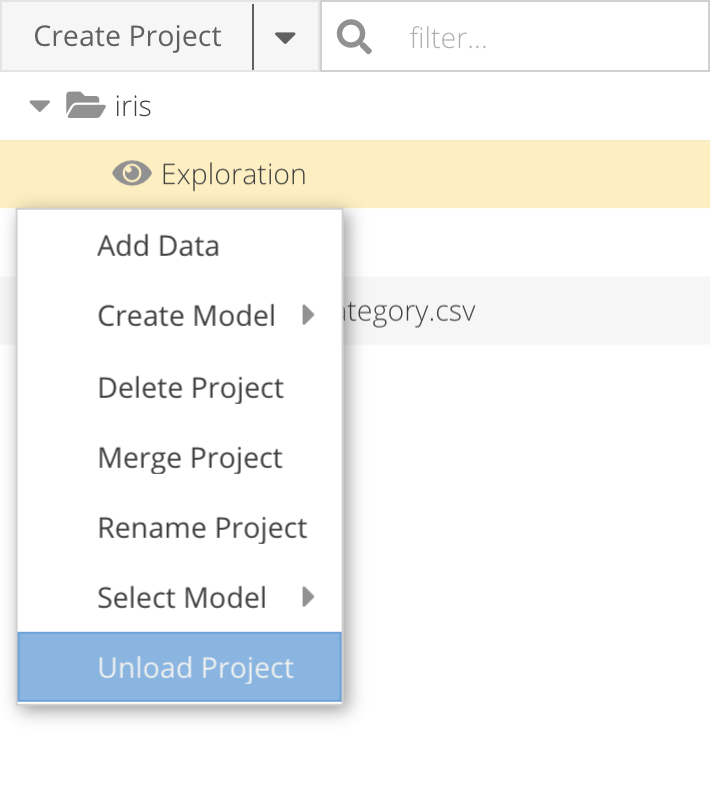 Create Project
filter...
iris
Exploration
Add Data
Create Model
tegory.csv
Delete Project
Merge Project
Rename Project
Select Model
Unload Project